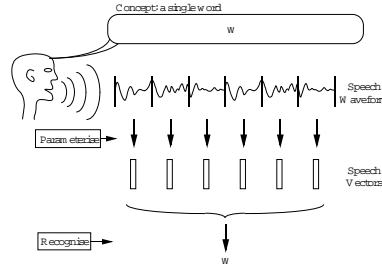 Concept: a single word
w
Speech
Waveform
Parameterise
Speech
Vectors
Recognise
w